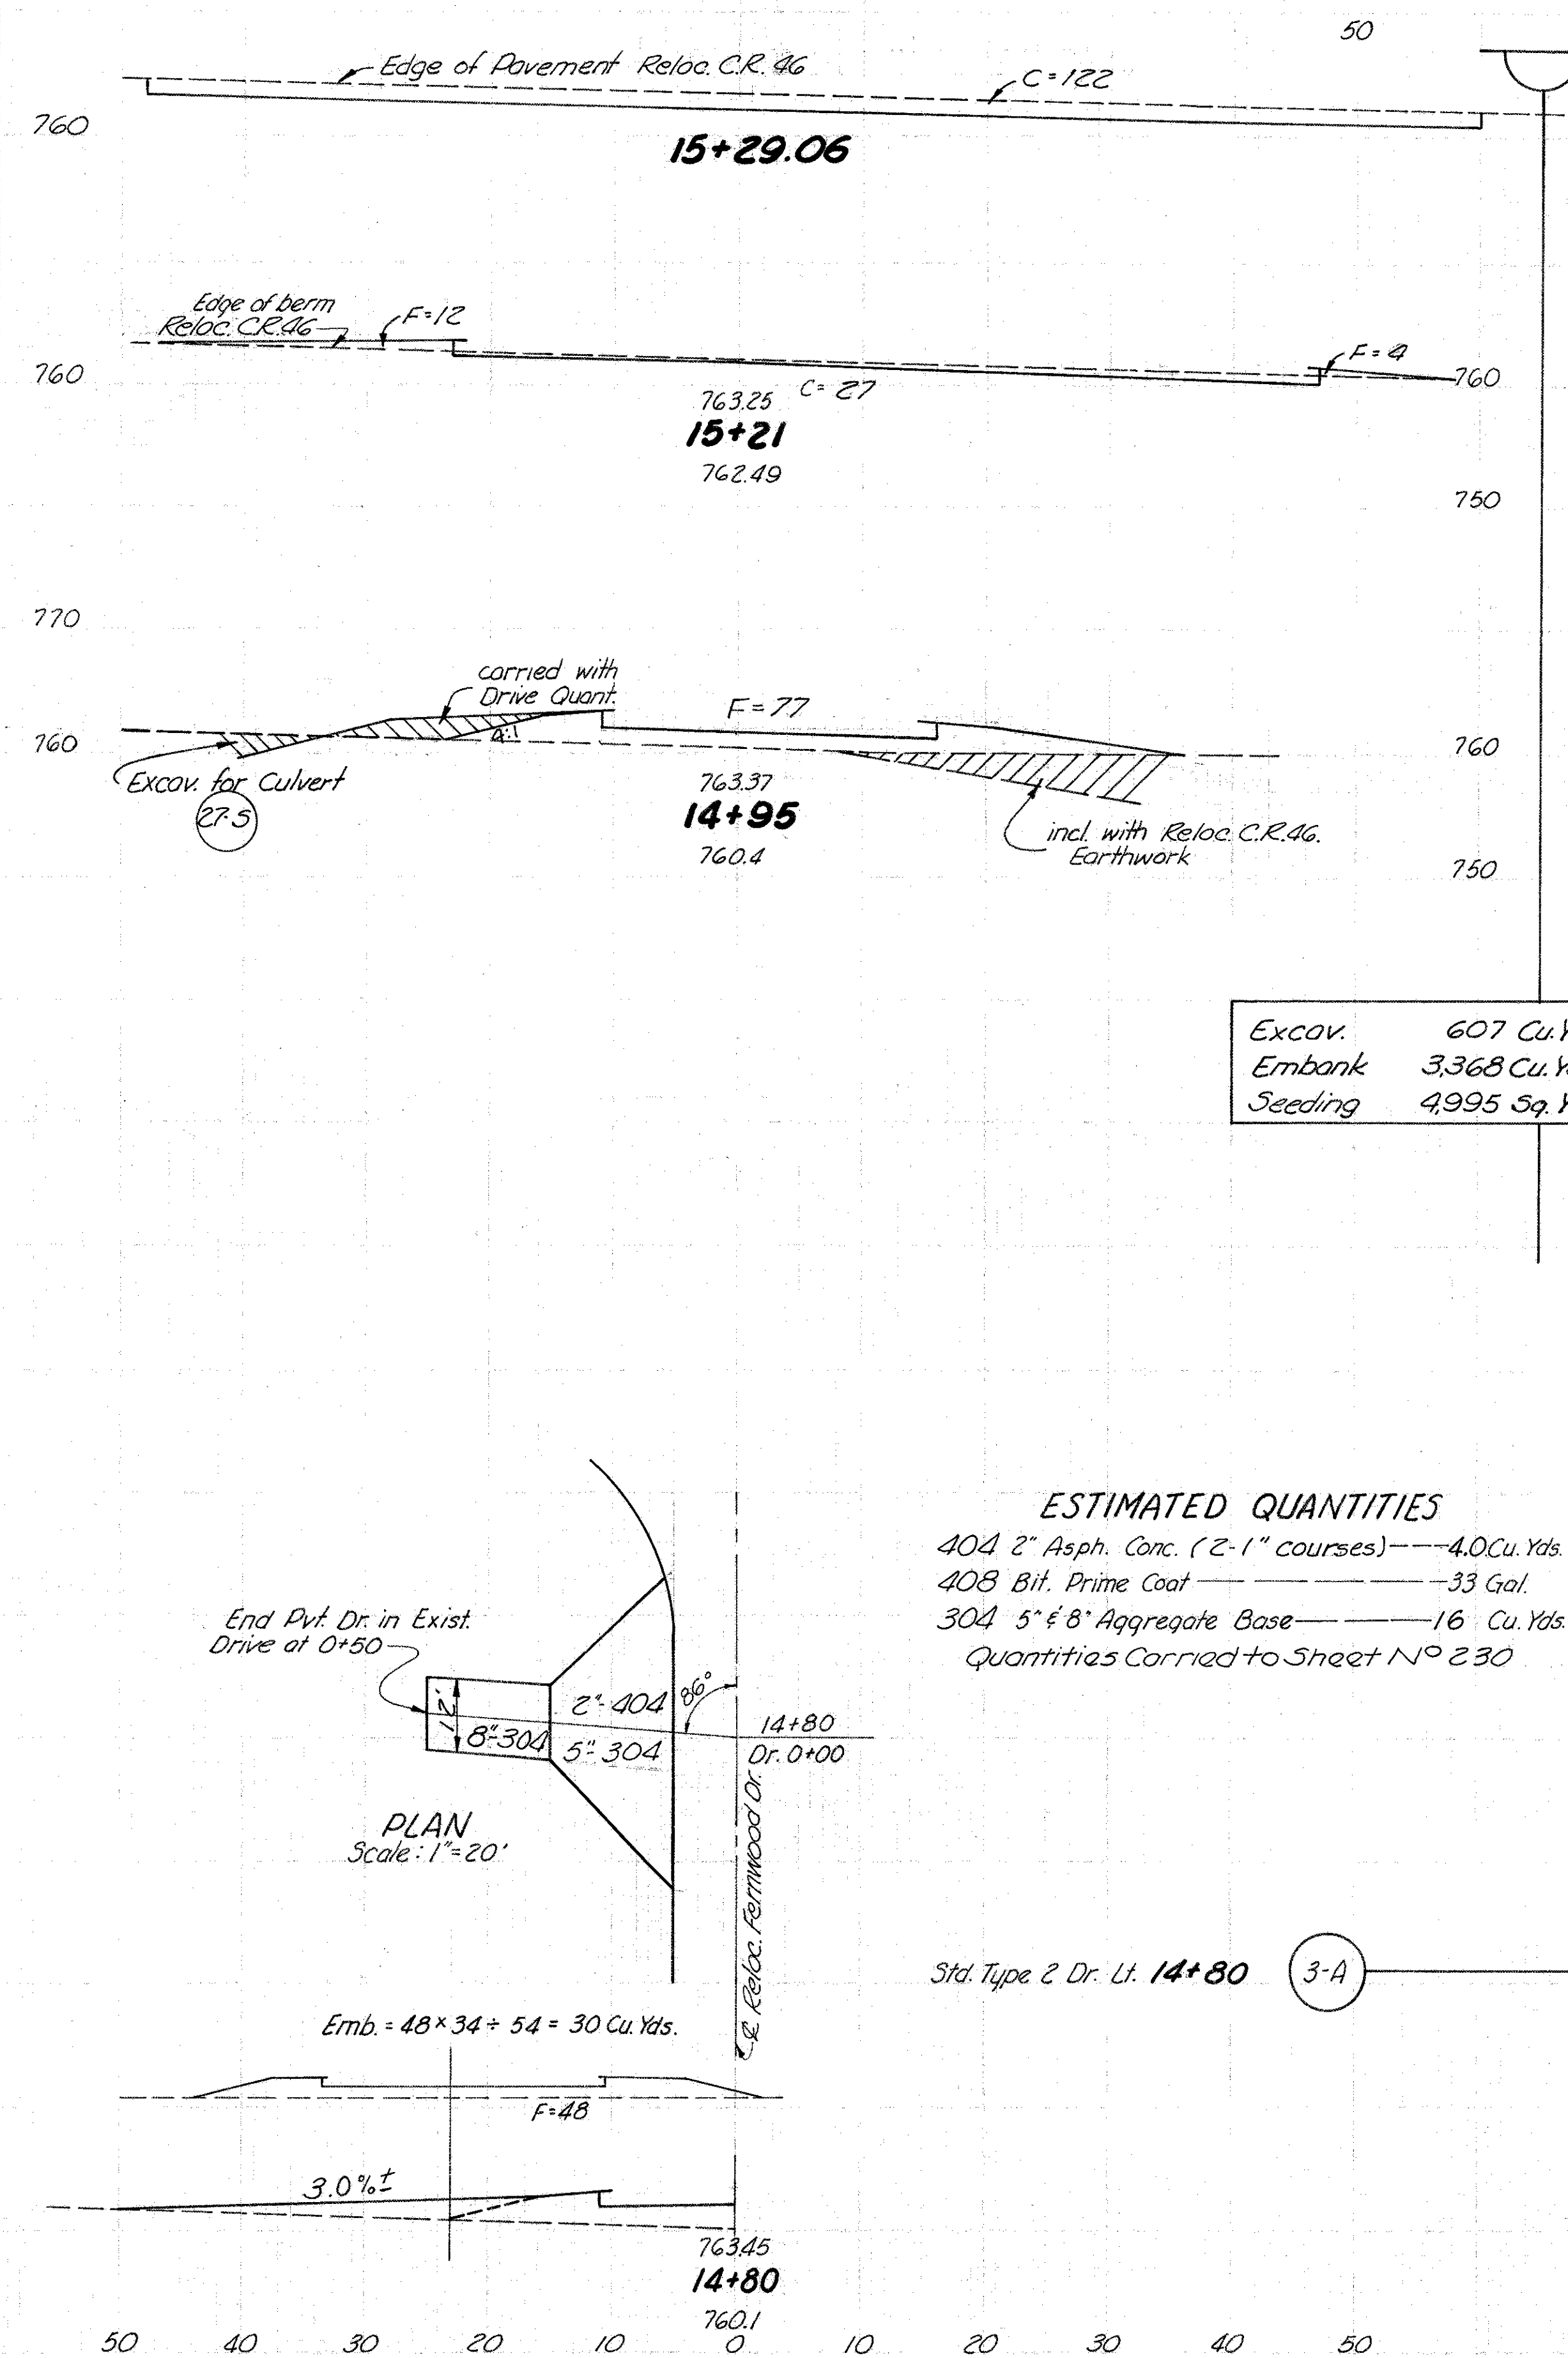 50
Edge of Pavement Reloc. C.R. 46
C=122
760
15+29.06
Edge of berm
Reloc. C.R.46
F=12
F=4
760
760
763.25 C= 27
15+21
762.49
750
770
carried with
Drive Quant.
F=77
4:1
760
760
Excav. for Culvert
27.5
763.37
14+95
760.4
incl. with Reloc. C.R.46.
Earthwork
750
Excav. 607 Cu.Y
Embank 3,368 Cu.Y
Seeding 4,995 Sq.Y
ESTIMATED QUANTITIES
404 2" Asph. Conc. (2-1" courses) 4.0 Cu. Yds.
408 Bit. Prime Coat 33 Gal.
304 5" & 8" Aggregate Base 16 Cu. Yds.
Quantities Carried to Sheet Nº 230
End Pvt. Dr. in Exist.
Drive at 0+50
12'
2"-404
86°
8"-304
5"-304
14+80
Dr. 0+00
℄ Reloc. Fernwood Dr.
PLAN
Scale: 1"=20'
Std. Type 2 Dr. Lt. 14+80
3-A
Emb. = 48 × 34 ÷ 54 = 30 Cu. Yds.
F=48
3.0%±
763.45
14+80
760.1
50 40 30 20 10 0 10 20 30 40 50